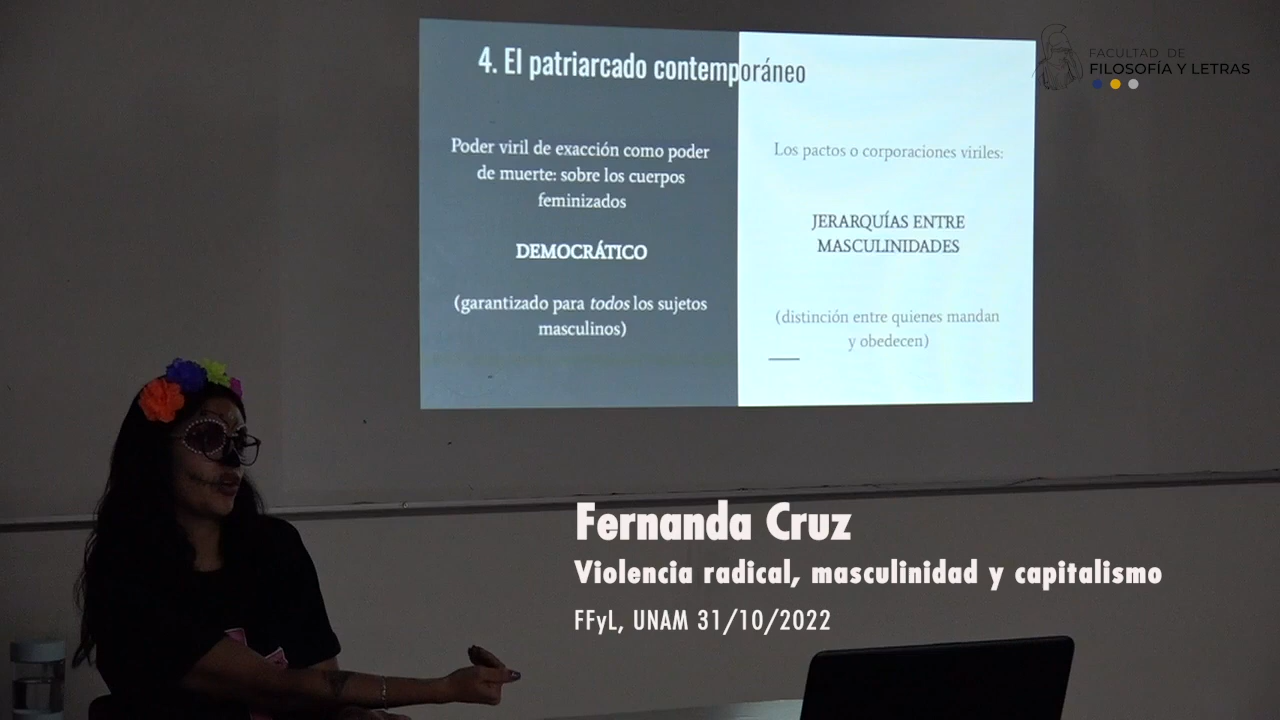 4. El patriarcado contemporáneo
Poder viril de exacción como poder
de muerte: sobre los cuerpos
feminizados
DEMOCRÁTICO
(garantizado para todos los sujetos
masculinos)
Los pactos o corporaciones viriles:
JERARQUÍAS ENTRE
MASCULINIDADES
(distinción entre quienes mandan
y obedecen)
FACULTAD DE
FILOSOFÍA Y LETRAS
Fernanda Cruz
Violencia radical, masculinidad y capitalismo
FFyL, UNAM 31/10/2022